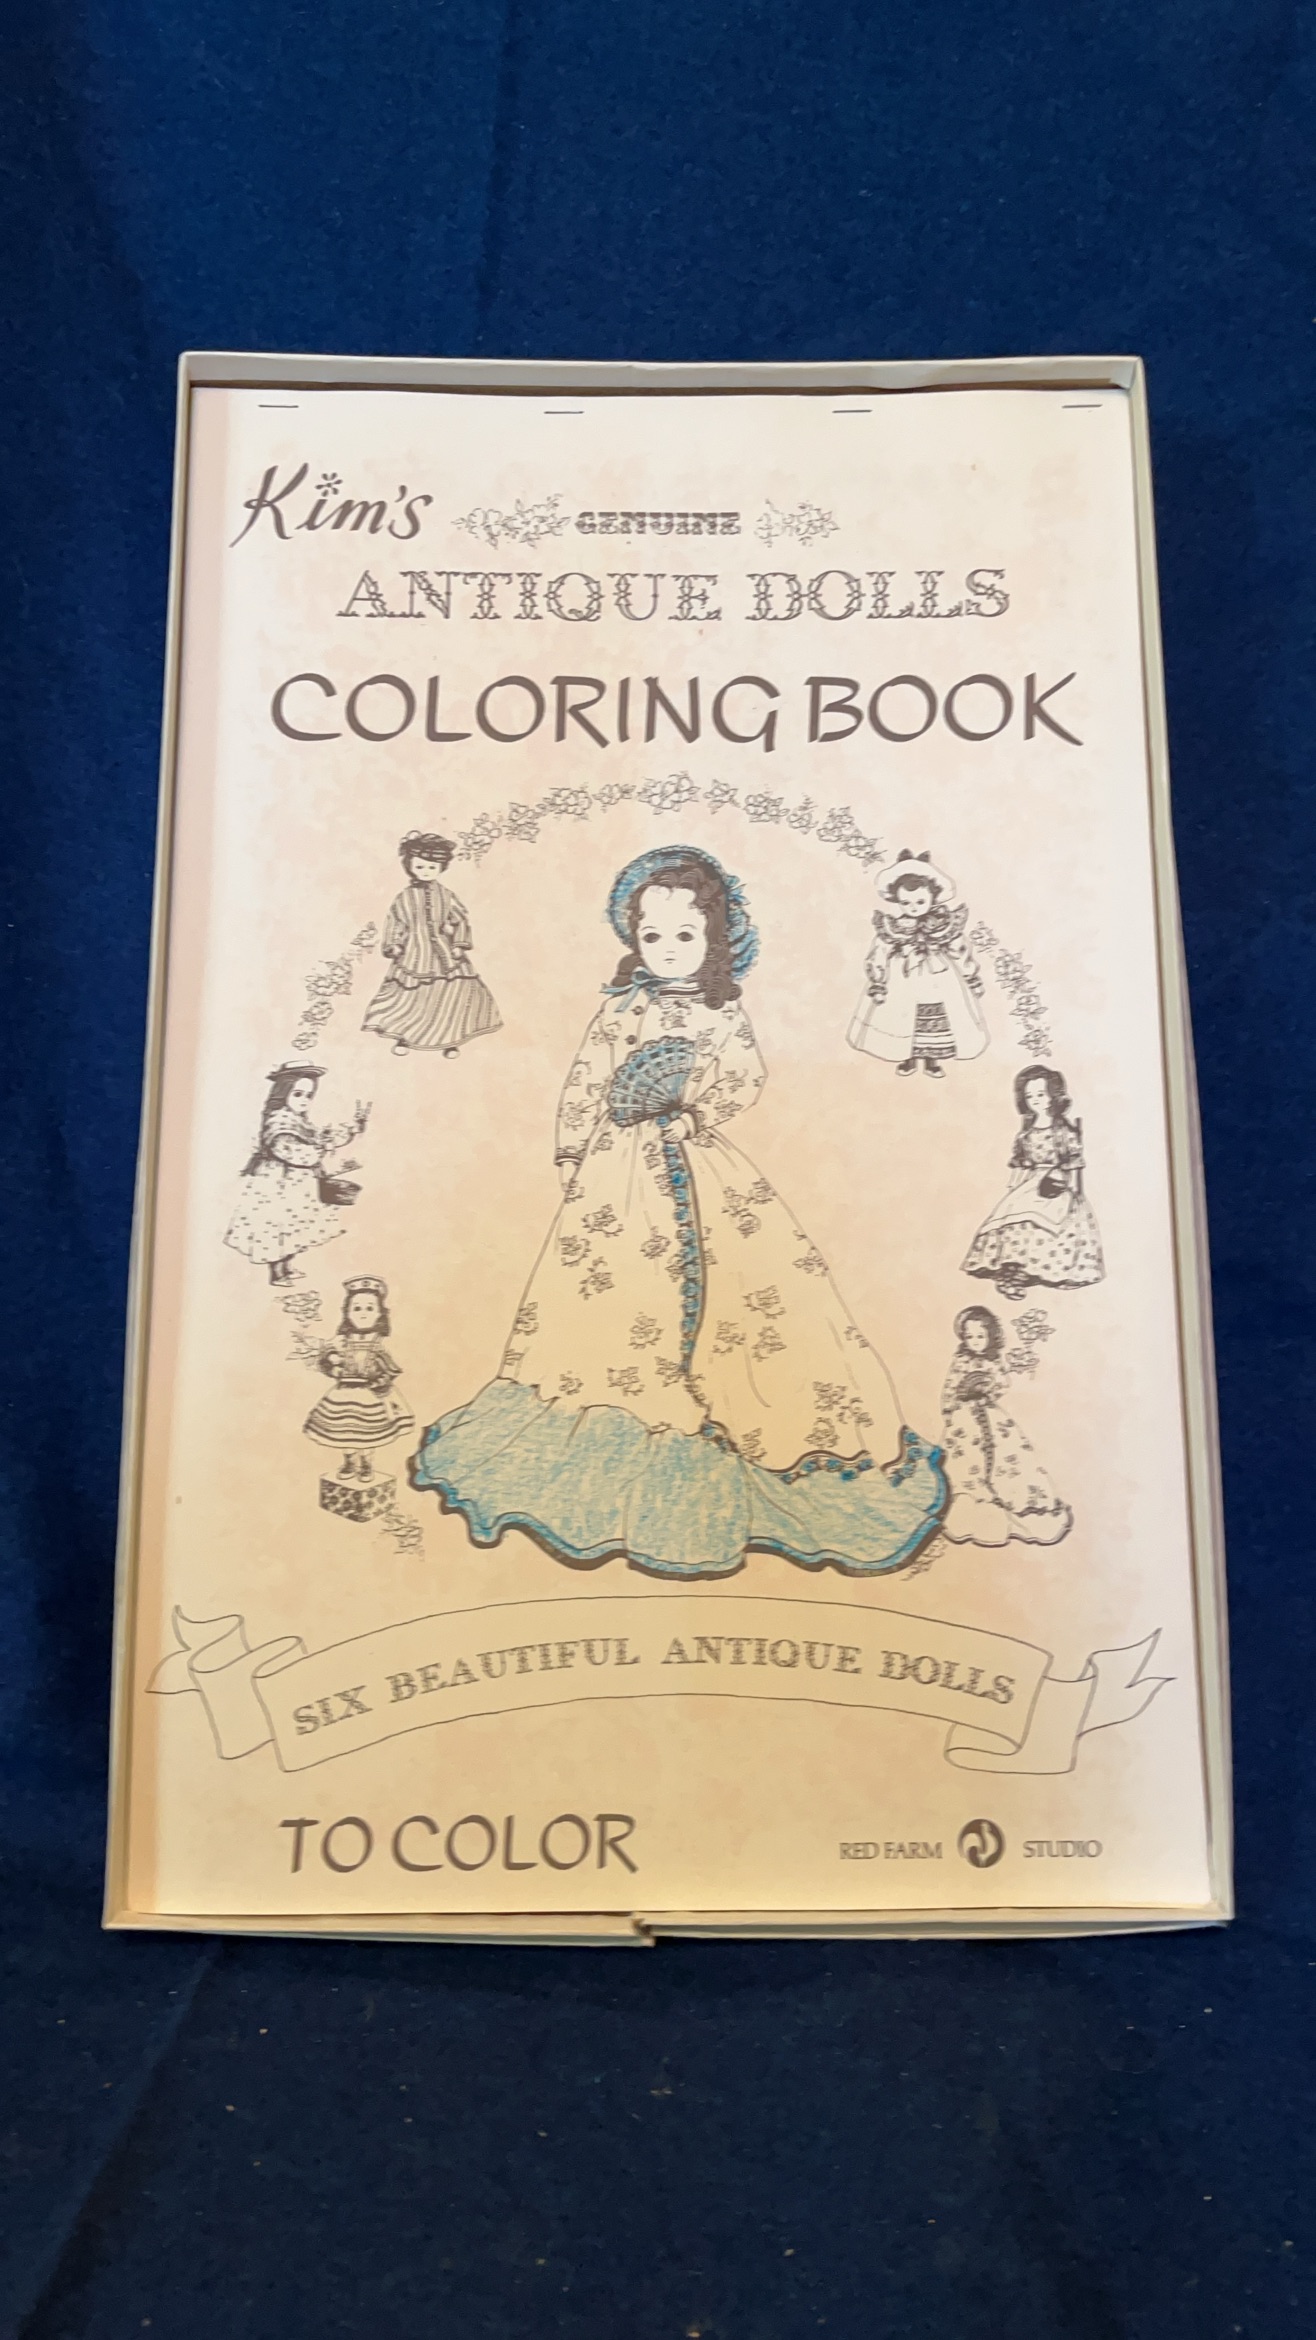 Kim's GENUINE
ANTIQUE DOLLS
COLORING BOOK
SIX BEAUTIFUL ANTIQUE DOLLS
TO COLOR
RED FARM STUDIO